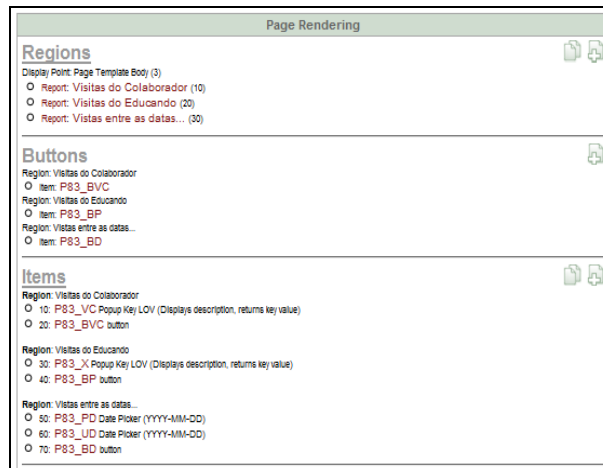 Page Rendering
Regions
Display Point: Page Template Body (3)
Report: Visitas do Colaborador (10)
Report: Visitas do Educando (20)
Report: Vistas entre as datas... (30)
Buttons
Region: Visitas do Colaborador
Item: P83_BVC
Region: Visitas do Educando
Item: P83_BP
Region: Vistas entre as datas...
Item: P83_BD
Items
Region: Visitas do Colaborador
10: P83_VC Popup Key LOV (Displays description, returns key value)
20: P83_BVC button
Region: Visitas do Educando
30: P83_X Popup Key LOV (Displays description, returns key value)
40: P83_BP button
Region: Vistas entre as datas...
50: P83_PD Date Picker (YYYY-MM-DD)
60: P83_UD Date Picker (YYYY-MM-DD)
70: P83_BD button